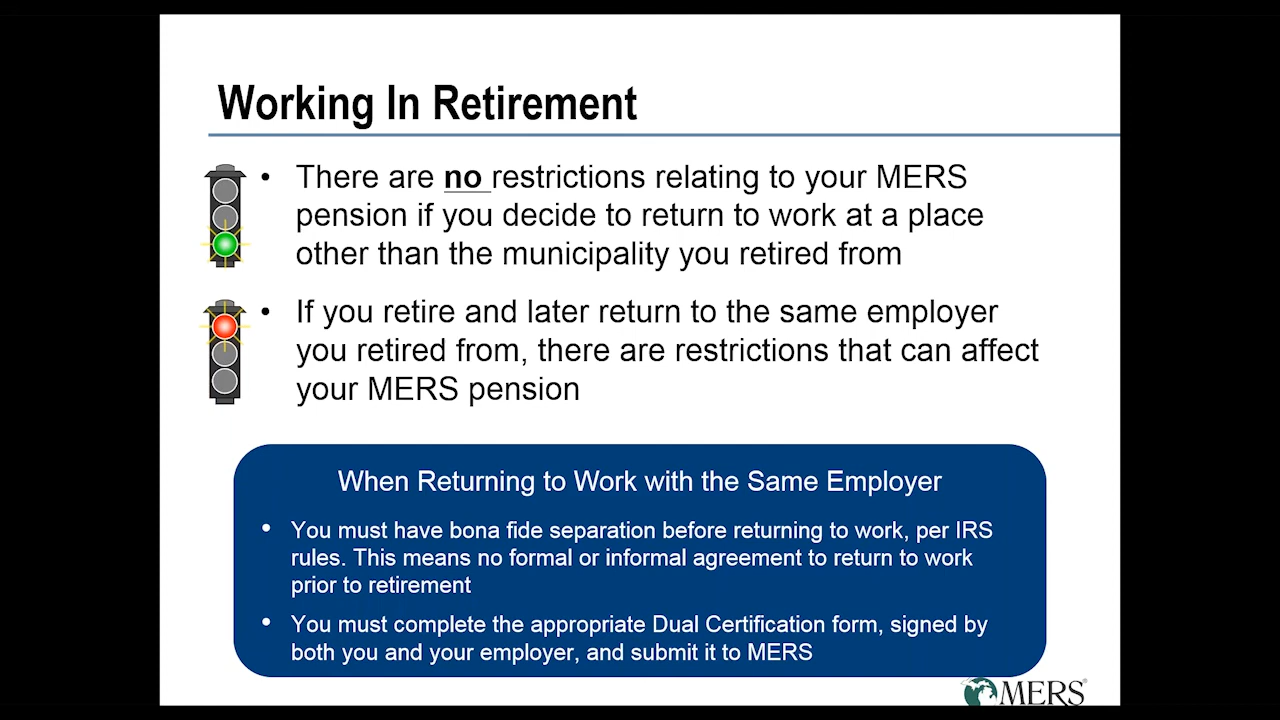 Working In Retirement
• There are no restrictions relating to your MERS
pension if you decide to return to work at a place
other than the municipality you retired from
• If you retire and later return to the same employer
you retired from, there are restrictions that can affect
your MERS pension
When Returning to Work with the Same Employer
• You must have bona fide separation before returning to work, per IRS
rules. This means no formal or informal agreement to return to work
prior to retirement
• You must complete the appropriate Dual Certification form, signed by
both you and your employer, and submit it to MERS
MERS®